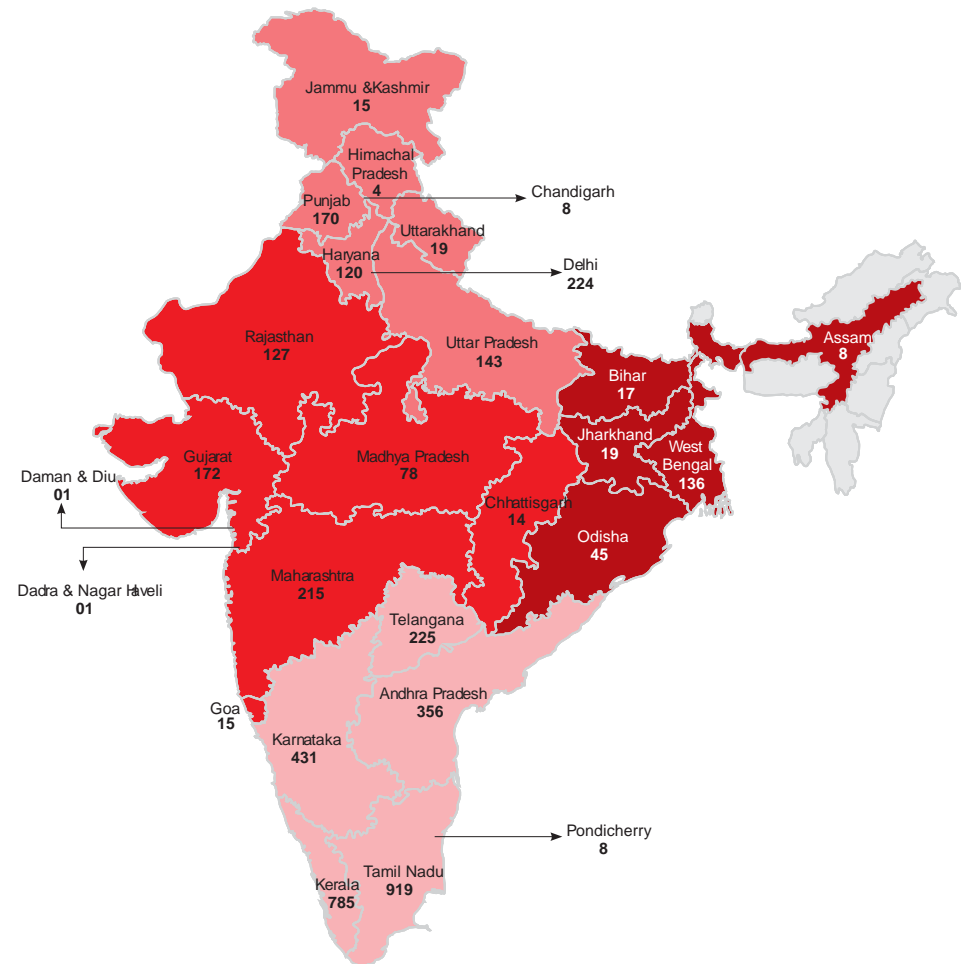 Jammu &Kashmir
15
Himachal
Pradesh
4
Chandigarh
8
Punjab
170
Uttarakhand
19
Haryana
120
Delhi
224
Rajasthan
127
Uttar Pradesh
143
Assam
8
Bihar
17
Jharkhand
19
West
Bengal
136
Gujarat
172
Madhya Pradesh
78
Daman & Diu
01
Chhattisgarh
14
Odisha
45
Dadra & Nagar Haveli
01
Maharashtra
215
Telangana
225
Andhra Pradesh
356
Goa
15
Karnataka
431
Pondicherry
8
Kerala
785
Tamil Nadu
919